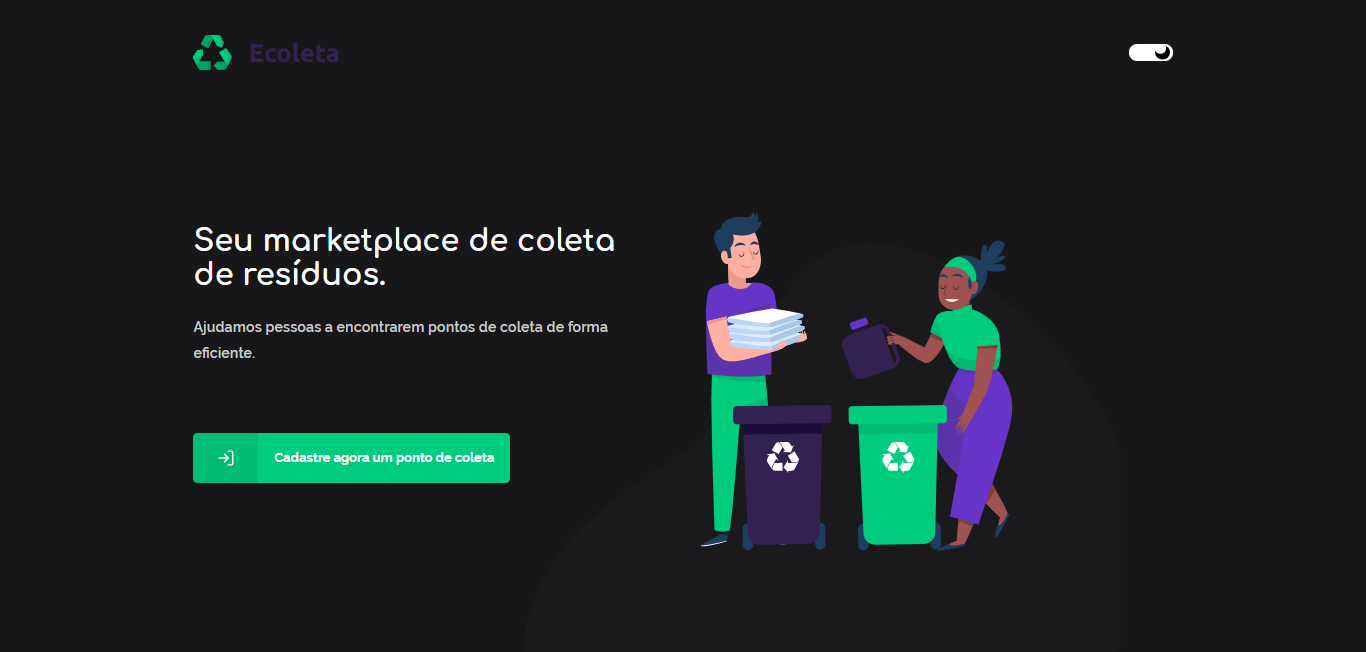 Ecoleta
Seu marketplace de coleta
de resíduos.
Ajudamos pessoas a encontrarem pontos de coleta de forma
eficiente.
Cadastre agora um ponto de coleta